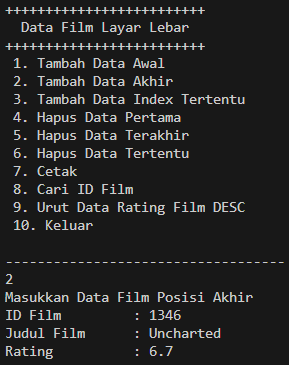 +++++++++++++++++++++++++
Data Film Layar Lebar
+++++++++++++++++++++++++
1. Tambah Data Awal
2. Tambah Data Akhir
3. Tambah Data Index Tertentu
4. Hapus Data Pertama
5. Hapus Data Terakhir
6. Hapus Data Tertentu
7. Cetak
8. Cari ID Film
9. Urut Data Rating Film DESC
10. Keluar
-----------------------------------
2
Masukkan Data Film Posisi Akhir
ID Film : 1346
Judul Film : Uncharted
Rating : 6.7